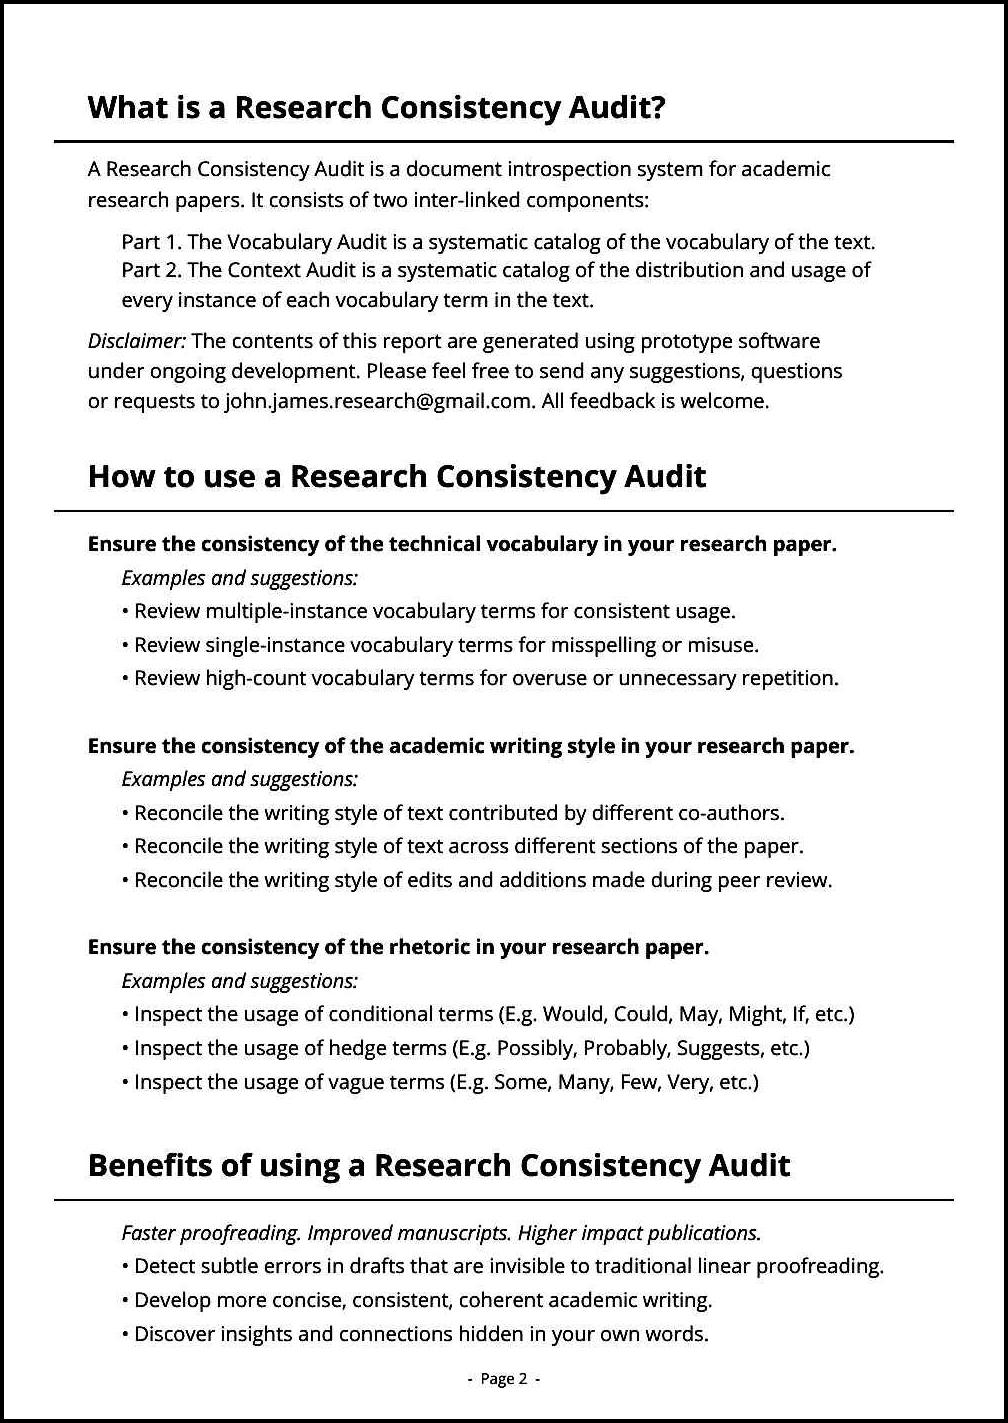 What is a Research Consistency Audit?
A Research Consistency Audit is a document introspection system for academic
research papers. It consists of two inter-linked components:
Part 1. The Vocabulary Audit is a systematic catalog of the vocabulary of the text.
Part 2. The Context Audit is a systematic catalog of the distribution and usage of
every instance of each vocabulary term in the text.
Disclaimer: The contents of this report are generated using prototype software
under ongoing development. Please feel free to send any suggestions, questions
or requests to john.james.research@gmail.com. All feedback is welcome.
How to use a Research Consistency Audit
Ensure the consistency of the technical vocabulary in your research paper.
Examples and suggestions:
• Review multiple-instance vocabulary terms for consistent usage.
• Review single-instance vocabulary terms for misspelling or misuse.
• Review high-count vocabulary terms for overuse or unnecessary repetition.
Ensure the consistency of the academic writing style in your research paper.
Examples and suggestions:
• Reconcile the writing style of text contributed by different co-authors.
• Reconcile the writing style of text across different sections of the paper.
• Reconcile the writing style of edits and additions made during peer review.
Ensure the consistency of the rhetoric in your research paper.
Examples and suggestions:
• Inspect the usage of conditional terms (E.g. Would, Could, May, Might, If, etc.)
• Inspect the usage of hedge terms (E.g. Possibly, Probably, Suggests, etc.)
• Inspect the usage of vague terms (E.g. Some, Many, Few, Very, etc.)
Benefits of using a Research Consistency Audit
Faster proofreading. Improved manuscripts. Higher impact publications.
• Detect subtle errors in drafts that are invisible to traditional linear proofreading.
• Develop more concise, consistent, coherent academic writing.
• Discover insights and connections hidden in your own words.
- Page 2 -